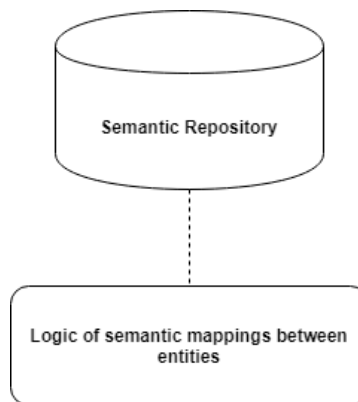 Semantic Repository
Logic of semantic mappings between
entities